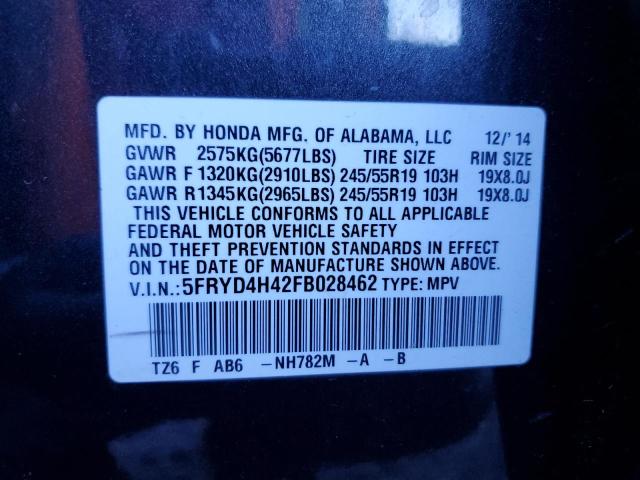 MFD. BY HONDA MFG. OF ALABAMA, LLC 12/'14
GVWR 2575KG(5677LBS) TIRE SIZE RIM SIZE
GAWR F 1320KG(2910LBS) 245/55R19 103H 19X8.0J
GAWR R 1345KG(2965LBS) 245/55R19 103H 19X8.0J
THIS VEHICLE CONFORMS TO ALL APPLICABLE
FEDERAL MOTOR VEHICLE SAFETY
AND THEFT PREVENTION STANDARDS IN EFFECT
ON THE DATE OF MANUFACTURE SHOWN ABOVE.
V.I.N.: 5FRYD4H42FB028462 TYPE: MPV
TZ6 F AB6 -NH782M -A -B